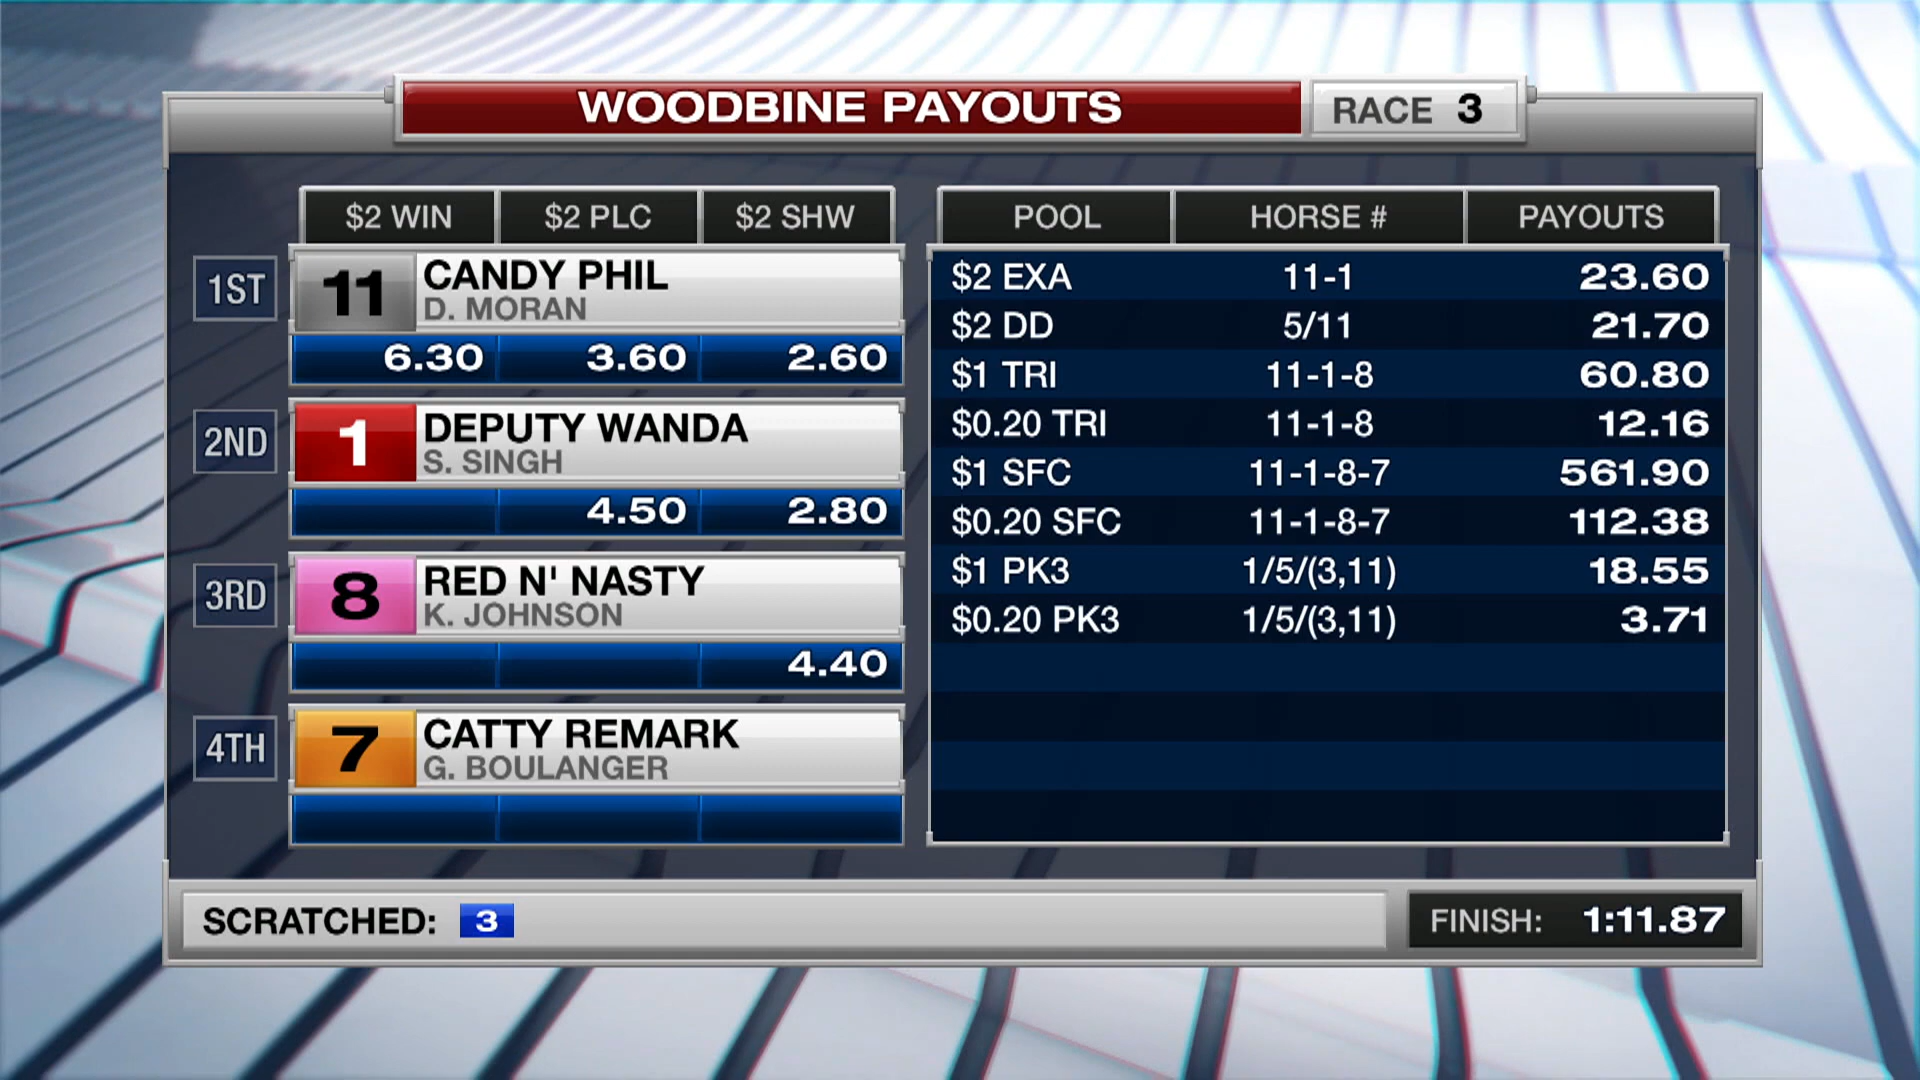 WOODBINE PAYOUTS
RACE 3
$2 WIN $2 PLC $2 SHW
1ST 11 CANDY PHIL
D. MORAN
6.30 3.60 2.60
2ND 1 DEPUTY WANDA
S. SINGH
4.50 2.80
3RD 8 RED N' NASTY
K. JOHNSON
4.40
4TH 7 CATTY REMARK
G. BOULANGER
POOL HORSE # PAYOUTS
$2 EXA 11-1 23.60
$2 DD 5/11 21.70
$1 TRI 11-1-8 60.80
$0.20 TRI 11-1-8 12.16
$1 SFC 11-1-8-7 561.90
$0.20 SFC 11-1-8-7 112.38
$1 PK3 1/5/(3,11) 18.55
$0.20 PK3 1/5/(3,11) 3.71
SCRATCHED: 3
FINISH: 1:11.87